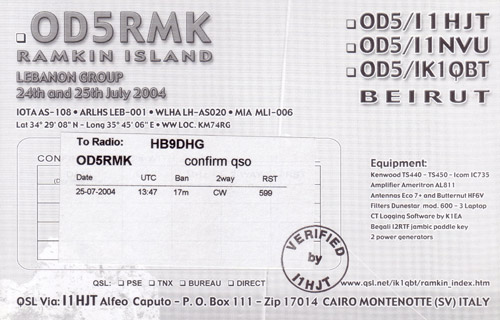 OD5RMK
RAMKIN ISLAND
LEBANON GROUP
24th and 25th July 2004
OD5/I1HJT
OD5/I1NVU
OD5/IK1QBT
BEIRUT
IOTA AS-108 • ARLHS LEB-001 • WLHA LH-AS020 • MIA MLI-006
Lat 34° 29' 08" N - Long 35° 45' 06" E • WW LOC. KM74RG
CON
To Radio: HB9DHG
OD5RMK confirm qso
Date UTC Ban 2way RST
25-07-2004 13:47 17m CW 599
Equipment:
Kenwood TS440 - TS450 - Icom IC735
Amplifier Ameritron AL811
Antennas Eco 7+ and Butternut HF6V
Filters Dunestar mod. 600 - 3 Laptop
CT Logging Software by K1EA
Begali I2RTF jambic paddle key
2 power generators
VERIFIED
by
I1HJT
QSL: PSE TNX BUREAU DIRECT
www.qsl.net/ik1qbt/ramkin_index.htm
QSL Via: I1HJT Alfeo Caputo - P. O. Box 111 - Zip 17014 CAIRO MONTENOTTE (SV) ITALY